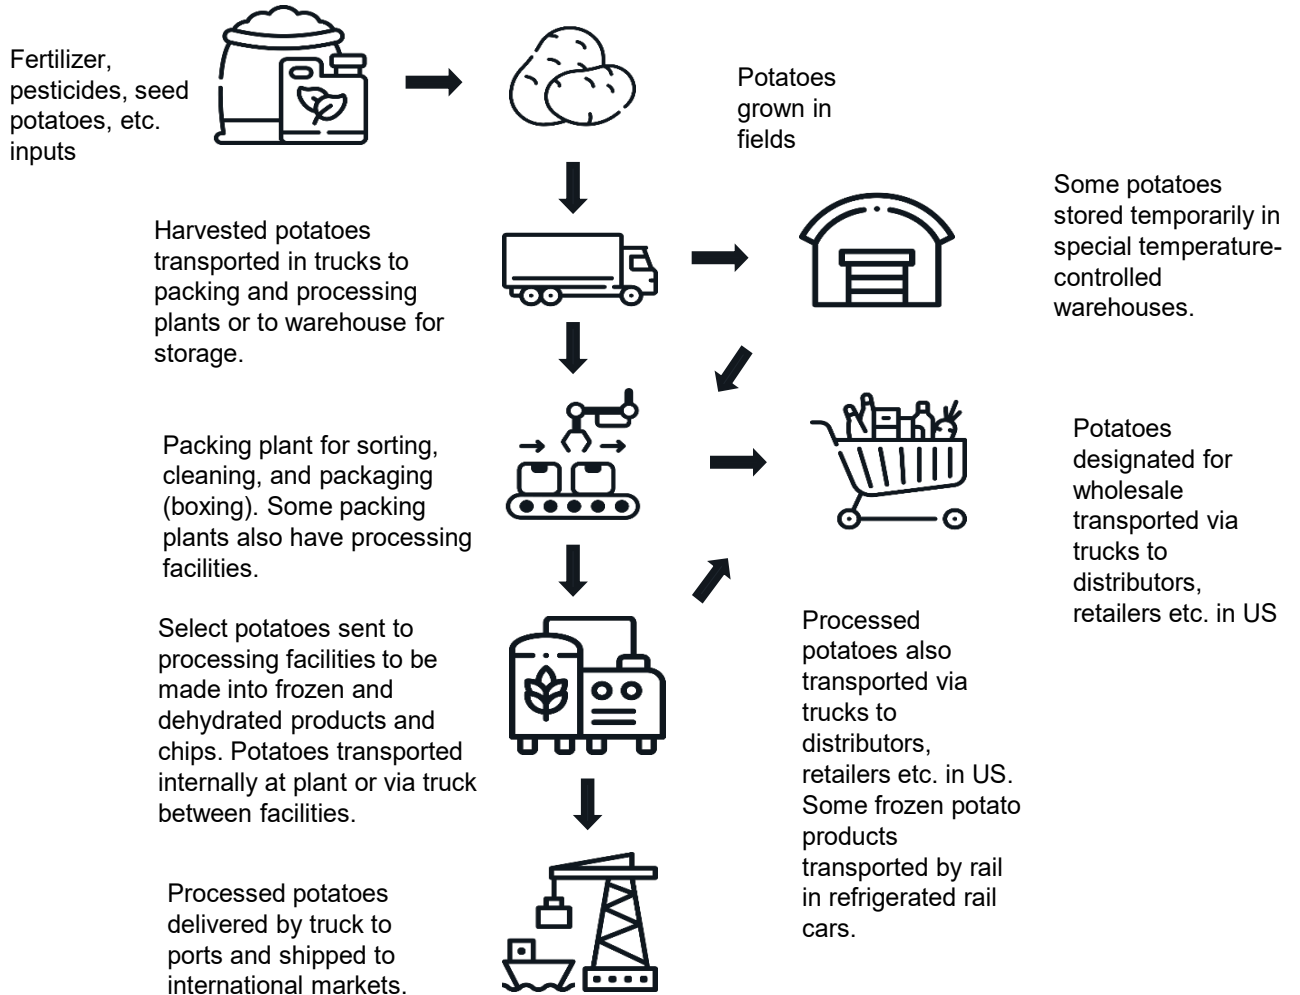 Fertilizer,
pesticides, seed
potatoes, etc.
inputs
Potatoes
grown in
fields
Harvested potatoes
transported in trucks to
packing and processing
plants or to warehouse for
storage.
Some potatoes
stored temporarily in
special temperature-
controlled
warehouses.
Packing plant for sorting,
cleaning, and packaging
(boxing). Some packing
plants also have processing
facilities.
Potatoes
designated for
wholesale
transported via
trucks to
distributors,
retailers etc. in US
Select potatoes sent to
processing facilities to be
made into frozen and
dehydrated products and
chips. Potatoes transported
internally at plant or via truck
between facilities.
Processed
potatoes also
transported via
trucks to
distributors,
retailers etc. in US.
Some frozen potato
products
transported by rail
in refrigerated rail
cars.
Processed potatoes
delivered by truck to
ports and shipped to
international markets.